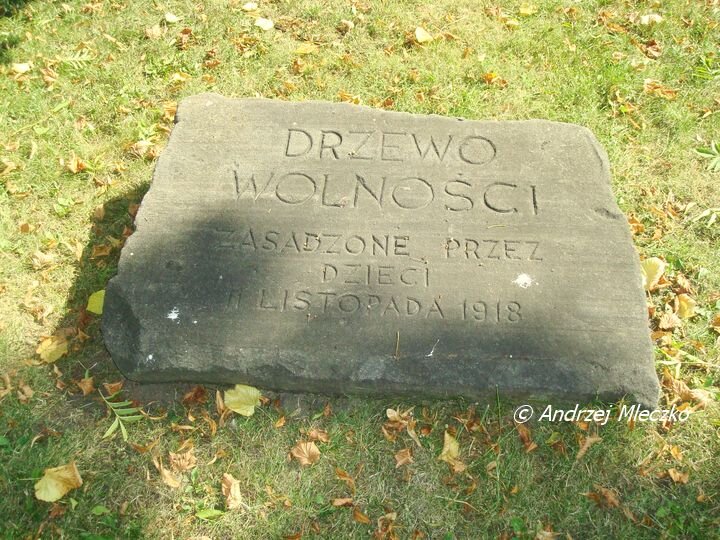 DRZEWO
WOLNOŚCI
ZASADZONE PRZEZ
DZIECI
11 LISTOPADA 1918
© Andrzej Mleczko